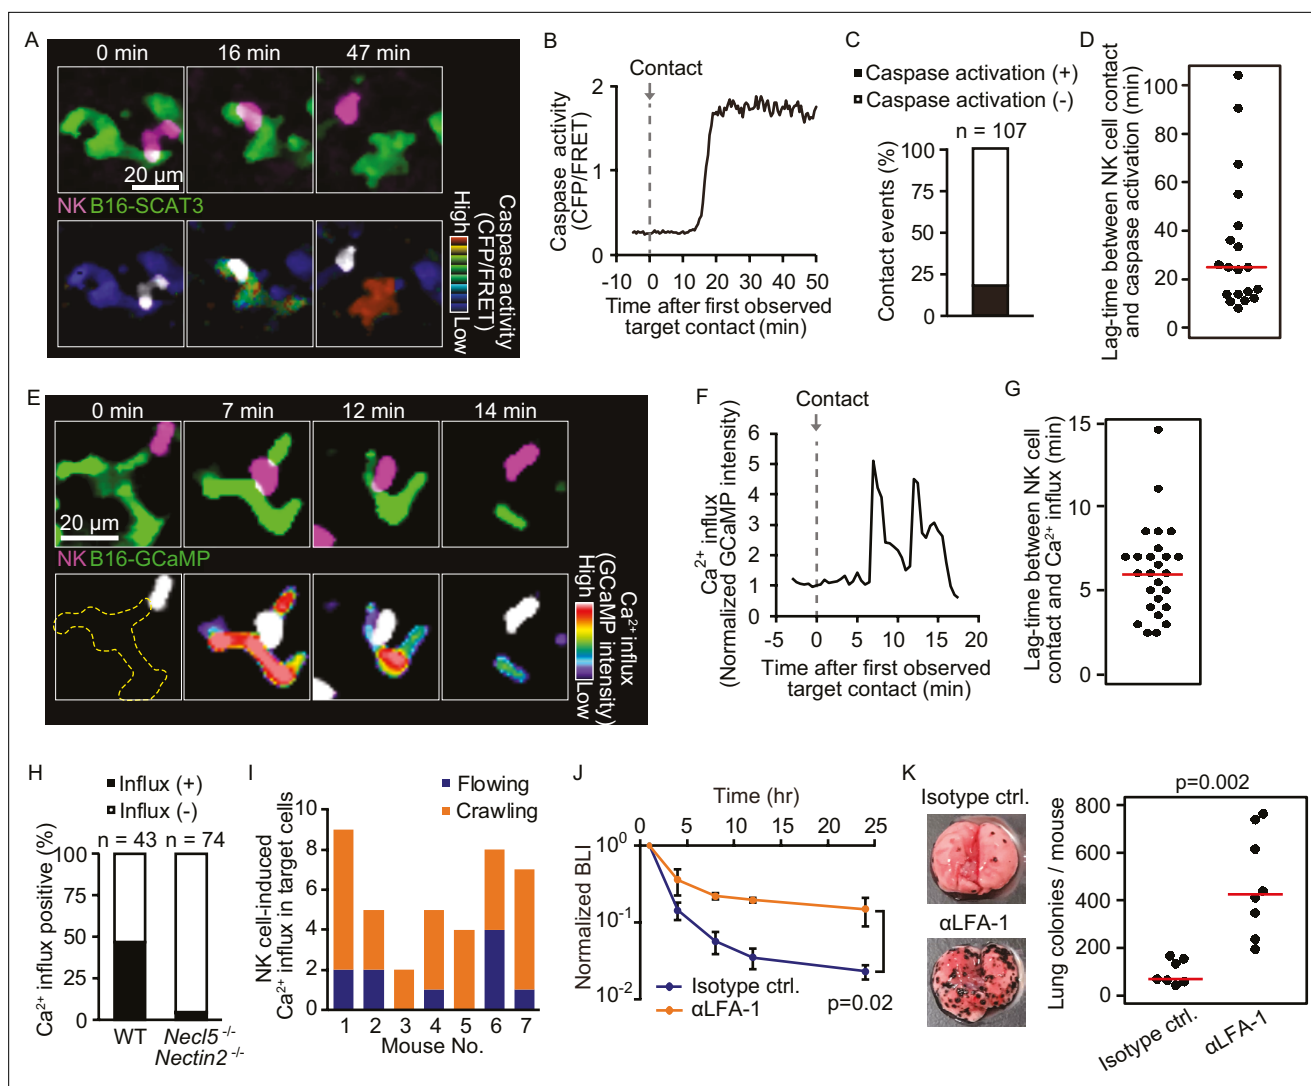 A
0 min 16 min 47 min
20 µm
NK B16-SCAT3
High
Low
Caspase activity
(CFP/FRET)
B
Contact
Caspase activity
(CFP/FRET)
2
1
0
-10 0 10 20 30 40 50
Time after first observed
target contact (min)
C
Caspase activation (+)
Caspase activation (-)
n = 107
Contact events (%)
100
75
50
25
0
D
Lag-time between NK cell contact
and caspase activation (min)
100
80
60
40
20
0
E
0 min 7 min 12 min 14 min
20 µm
NK B16-GCaMP
High
Low
Ca²⁺ influx
(GCaMP intensity)
F
Contact
Ca²⁺ influx
(Normalized GCaMP intensity)
6
5
4
3
2
1
0
-5 0 5 10 15 20
Time after first observed
target contact (min)
G
Lag-time between NK cell
contact and Ca²⁺ influx (min)
15
10
5
0
H
Influx (+)
Influx (-)
n = 43 n = 74
Ca²⁺ influx positive (%)
100
75
50
25
0
WT Necl5⁻/⁻
Nectin2⁻/⁻
I
Flowing
Crawling
NK cell-induced
Ca²⁺ influx in target cells
10
8
6
4
2
0
1 2 3 4 5 6 7
Mouse No.
J
Time (hr)
0 5 10 15 20 25
Normalized BLI
10⁰
10⁻¹
10⁻²
Isotype ctrl.
αLFA-1
p=0.02
K
Isotype ctrl.
αLFA-1
p=0.002
Lung colonies / mouse
800
600
400
200
0
Isotype ctrl.
αLFA-1